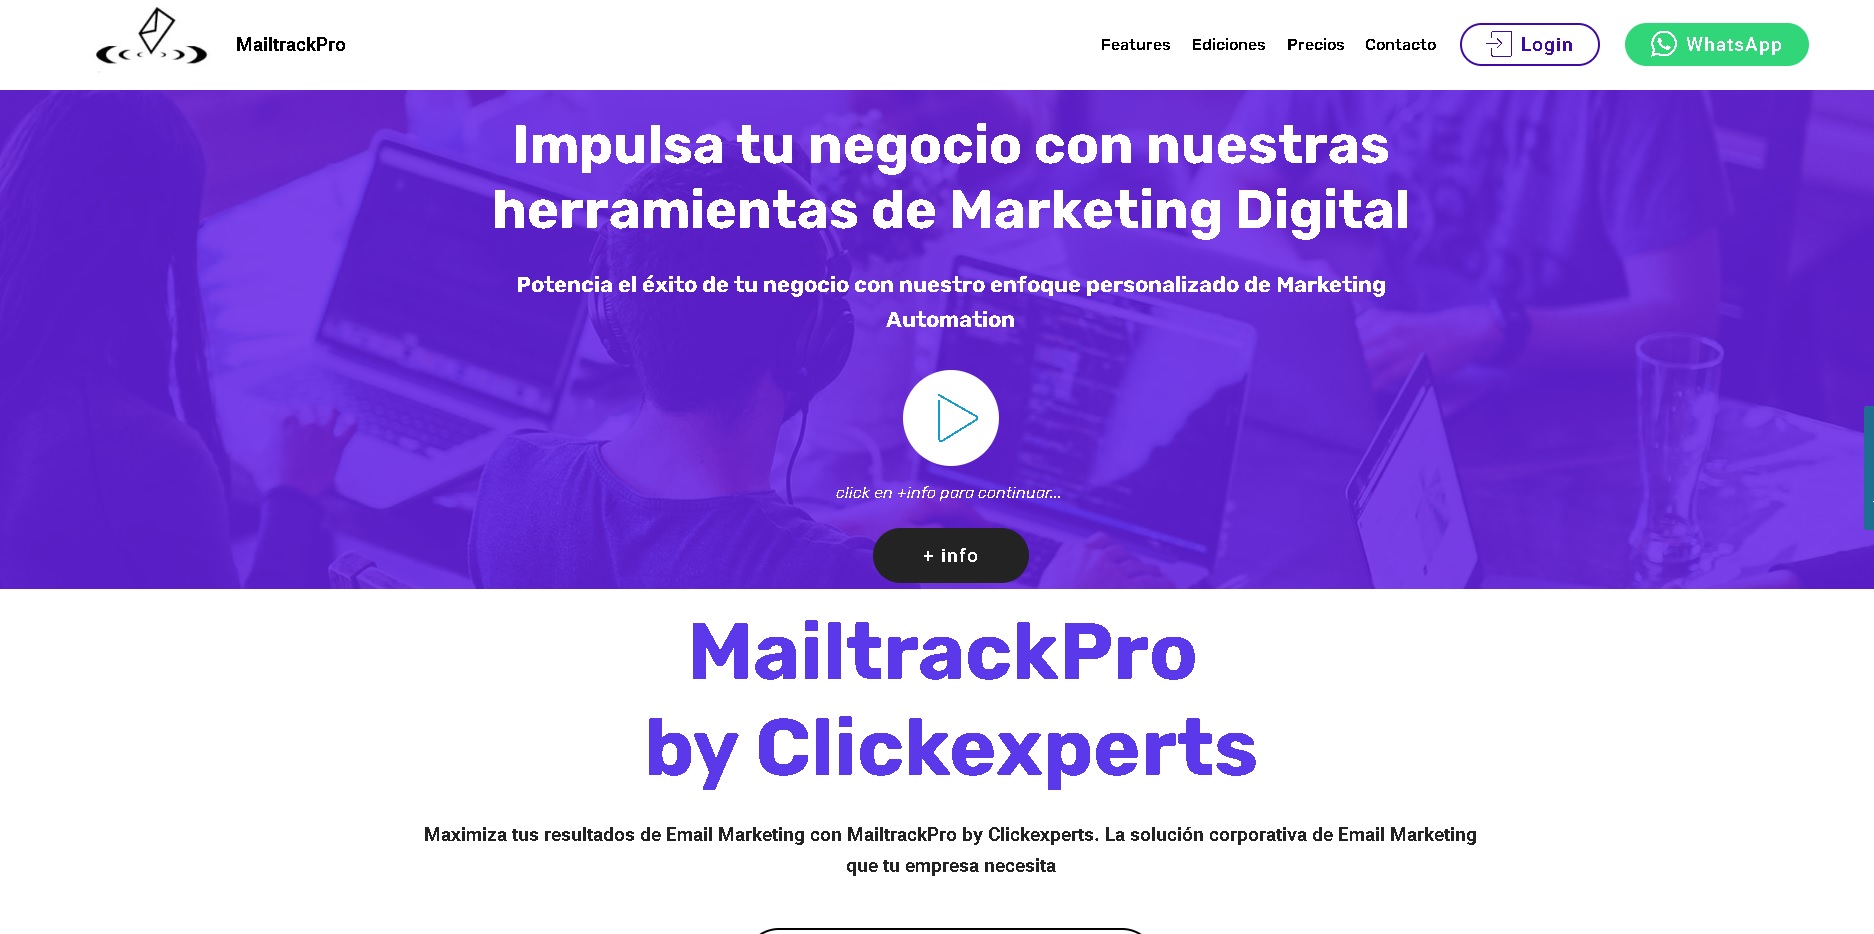 MailtrackPro
Features
Ediciones
Precios
Contacto
Login
WhatsApp
Impulsa tu negocio con nuestras
herramientas de Marketing Digital
Potencia el éxito de tu negocio con nuestro enfoque personalizado de Marketing
Automation
click en +info para continuar...
+ info
MailtrackPro
by Clickexperts
Maximiza tus resultados de Email Marketing con MailtrackPro by Clickexperts. La solución corporativa de Email Marketing
que tu empresa necesita